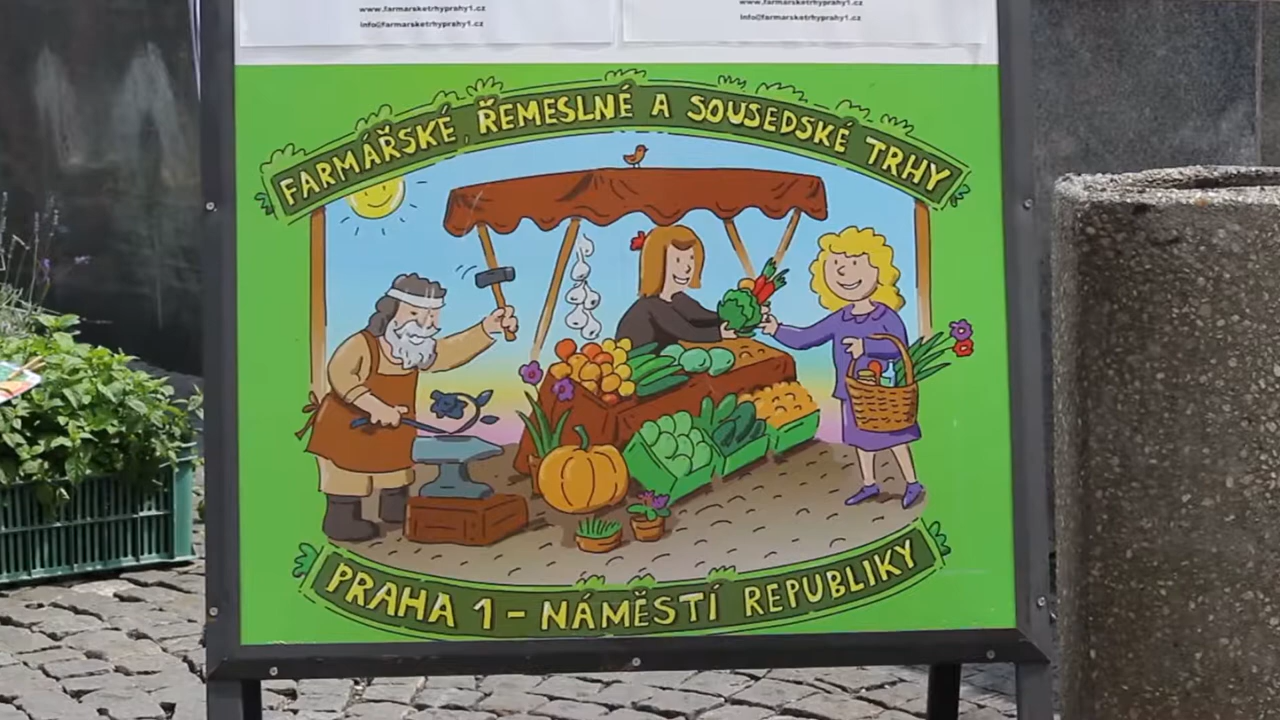 www.farmarsketrhyprahy1.cz
info@farmarsketrhyprahy1.cz
www.farmarsketrhyprahy1.cz
info@farmarsketrhyprahy1.cz
FARMÁŘSKÉ, ŘEMESLNÉ A SOUSEDSKÉ TRHY
PRAHA 1 - NÁMĚSTÍ REPUBLIKY